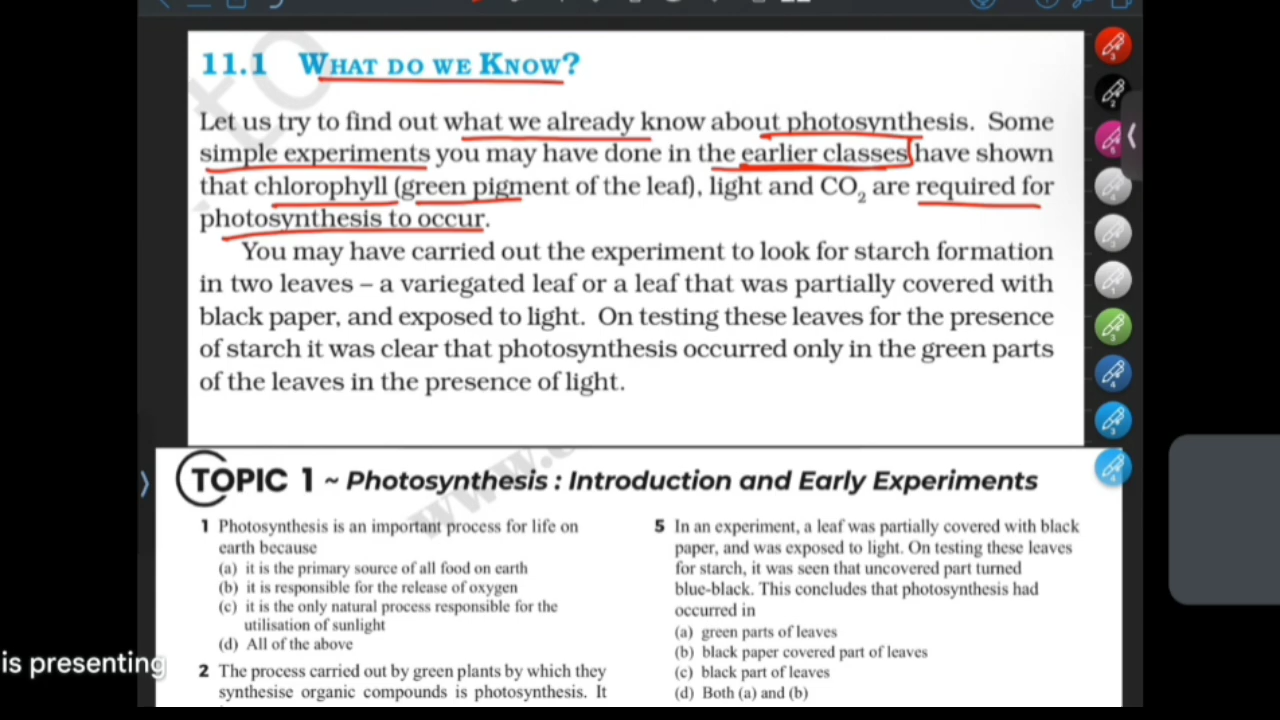 11.1 WHAT DO WE KNOW?
Let us try to find out what we already know about photosynthesis. Some
simple experiments you may have done in the earlier classes have shown
that chlorophyll (green pigment of the leaf), light and CO₂ are required for
photosynthesis to occur.
You may have carried out the experiment to look for starch formation
in two leaves – a variegated leaf or a leaf that was partially covered with
black paper, and exposed to light. On testing these leaves for the presence
of starch it was clear that photosynthesis occurred only in the green parts
of the leaves in the presence of light.
TOPIC 1 ~ Photosynthesis : Introduction and Early Experiments
1 Photosynthesis is an important process for life on
earth because
(a) it is the primary source of all food on earth
(b) it is responsible for the release of oxygen
(c) it is the only natural process responsible for the
utilisation of sunlight
(d) All of the above
2 The process carried out by green plants by which they
synthesise organic compounds is photosynthesis. It
5 In an experiment, a leaf was partially covered with black
paper, and was exposed to light. On testing these leaves
for starch, it was seen that uncovered part turned
blue-black. This concludes that photosynthesis had
occurred in
(a) green parts of leaves
(b) black paper covered part of leaves
(c) black part of leaves
(d) Both (a) and (b)
is presenting
www.